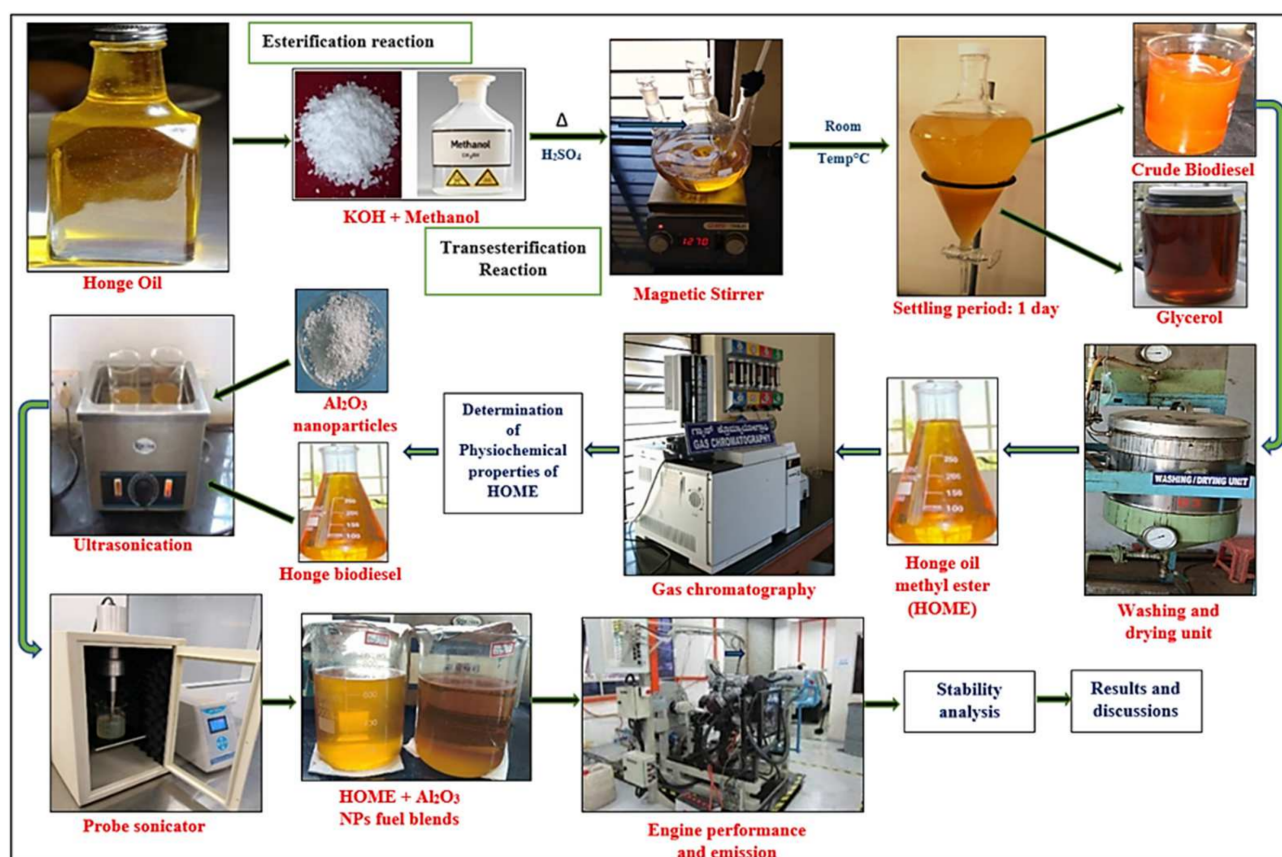 Esterification reaction
Methanol
Δ
H₂SO₄
Room
Temp°C
Crude Biodiesel
KOH + Methanol
Honge Oil
Transesterification
Reaction
1270
Magnetic Stirrer
Settling period: 1 day
Glycerol
Al₂O₃
nanoparticles
Determination
of
Physiochemical
properties of
HOME
GAS CHROMATOGRAPHY
250
200
150
100
WASHING/DRYING UNIT
Ultrasonication
Honge biodiesel
Gas chromatography
Honge oil
methyl ester
(HOME)
Washing and
drying unit
Stability
analysis
Results and
discussions
Probe sonicator
HOME + Al₂O₃
NPs fuel blends
Engine performance
and emission